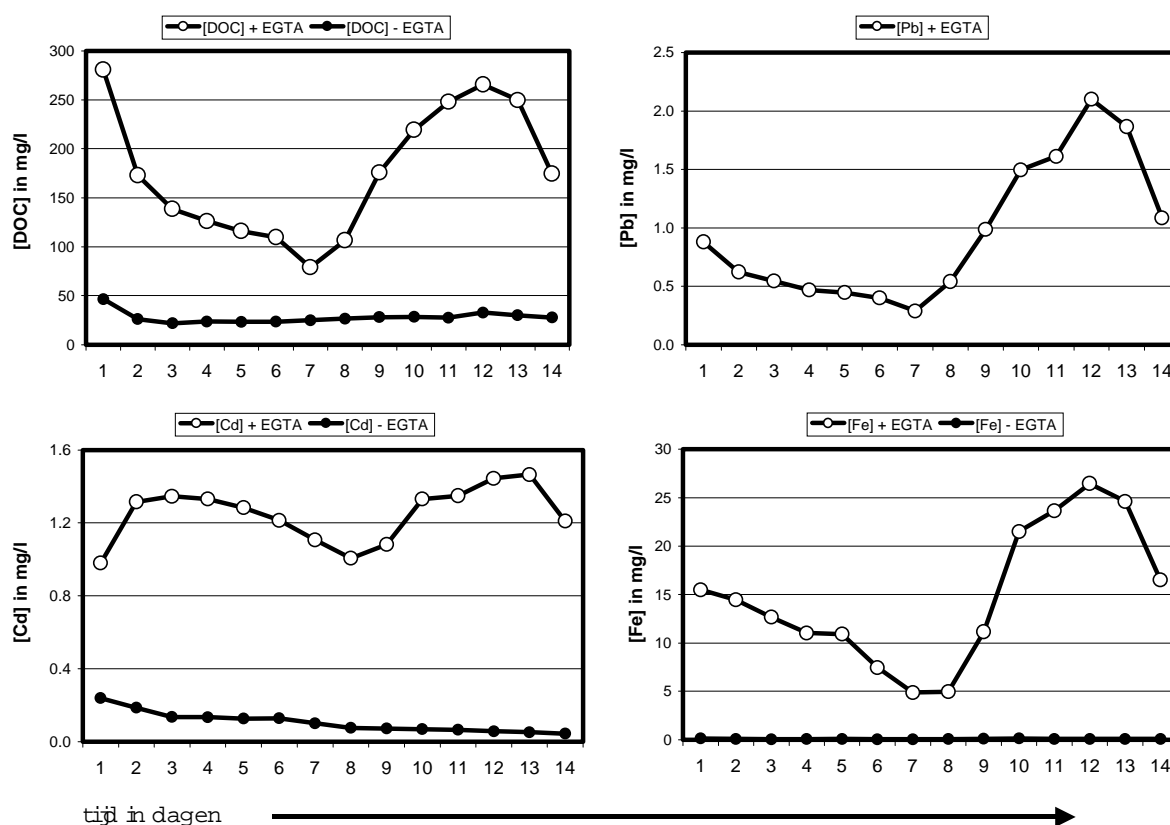 [DOC] + EGTA [DOC] - EGTA
[DOC] in mg/l
300
250
200
150
100
50
0
1 2 3 4 5 6 7 8 9 10 11 12 13 14
[Pb] + EGTA
[Pb] in mg/l
2.5
2.0
1.5
1.0
0.5
0.0
1 2 3 4 5 6 7 8 9 10 11 12 13 14
[Cd] + EGTA [Cd] - EGTA
[Cd] in mg/l
1.6
1.2
0.8
0.4
0.0
1 2 3 4 5 6 7 8 9 10 11 12 13 14
[Fe] + EGTA [Fe] - EGTA
[Fe] in mg/l
30
25
20
15
10
5
0
1 2 3 4 5 6 7 8 9 10 11 12 13 14
tijd in dagen